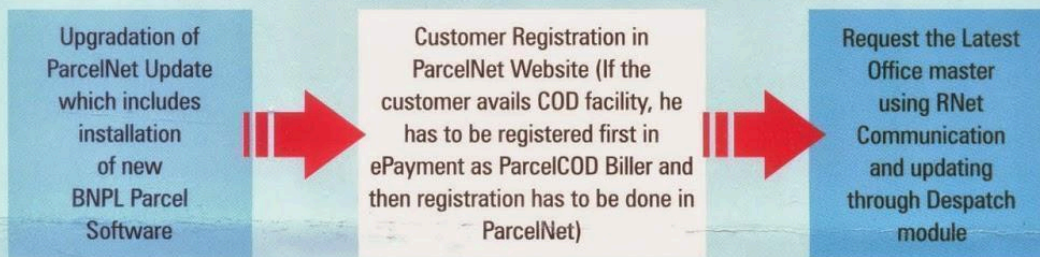 Upgradation of
ParcelNet Update
which includes
installation
of new
BNPL Parcel
Software
Customer Registration in
ParcelNet Website (If the
customer avails COD facility, he
has to be registered first in
ePayment as ParcelCOD Biller and
then registration has to be done in
ParcelNet)
Request the Latest
Office master
using RNet
Communication
and updating
through Despatch
module